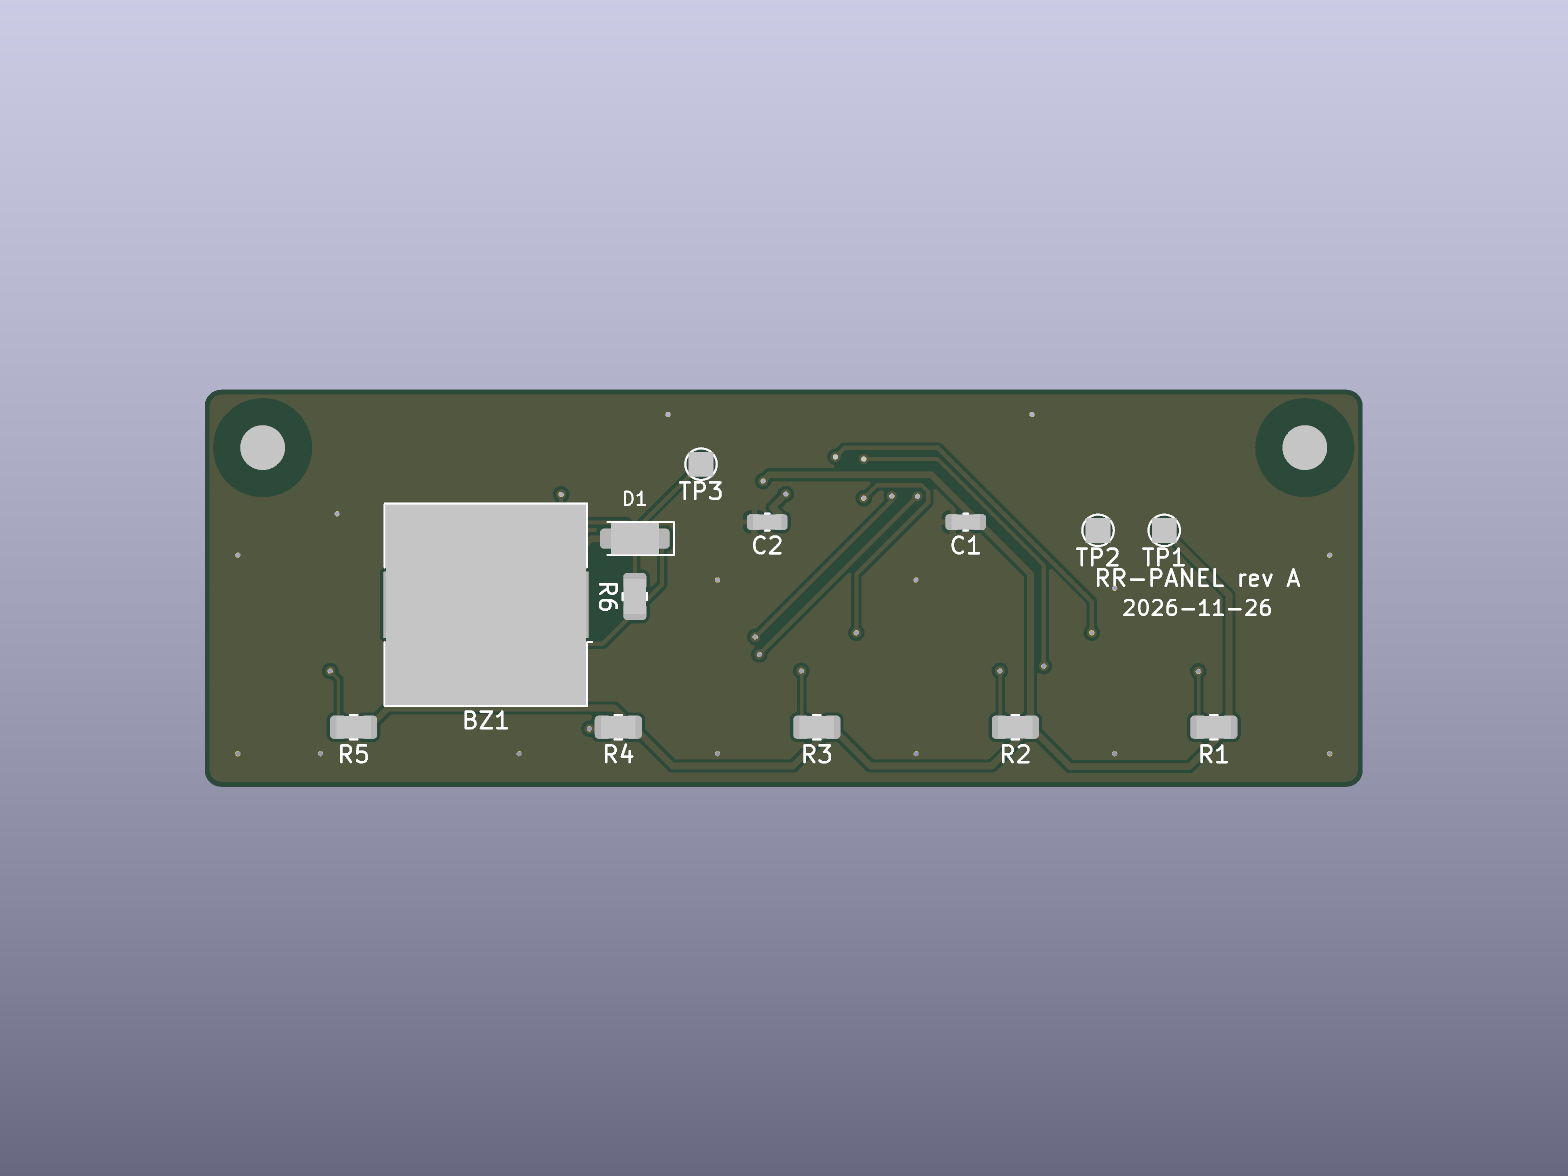 D1
TP3
C2
C1
TP2
TP1
RR-PANEL rev A
2026-11-26
R6
BZ1
R5
R4
R3
R2
R1